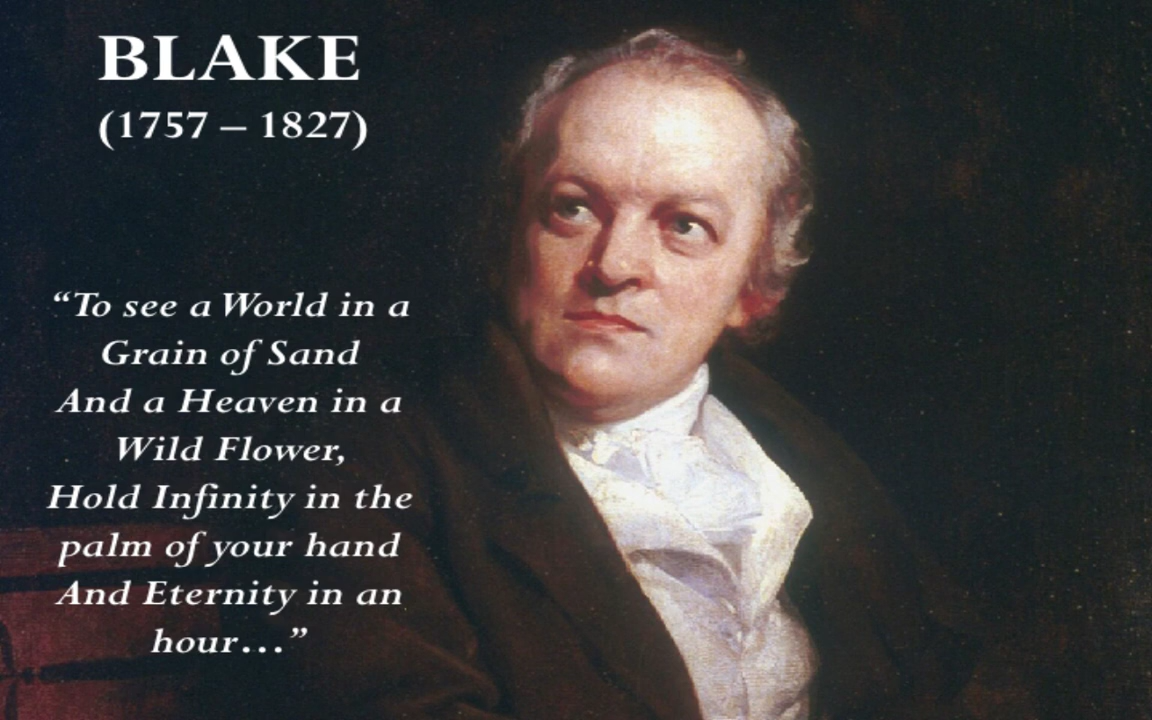 BLAKE
(1757 – 1827)
“To see a World in a
Grain of Sand
And a Heaven in a
Wild Flower,
Hold Infinity in the
palm of your hand
And Eternity in an
hour…”